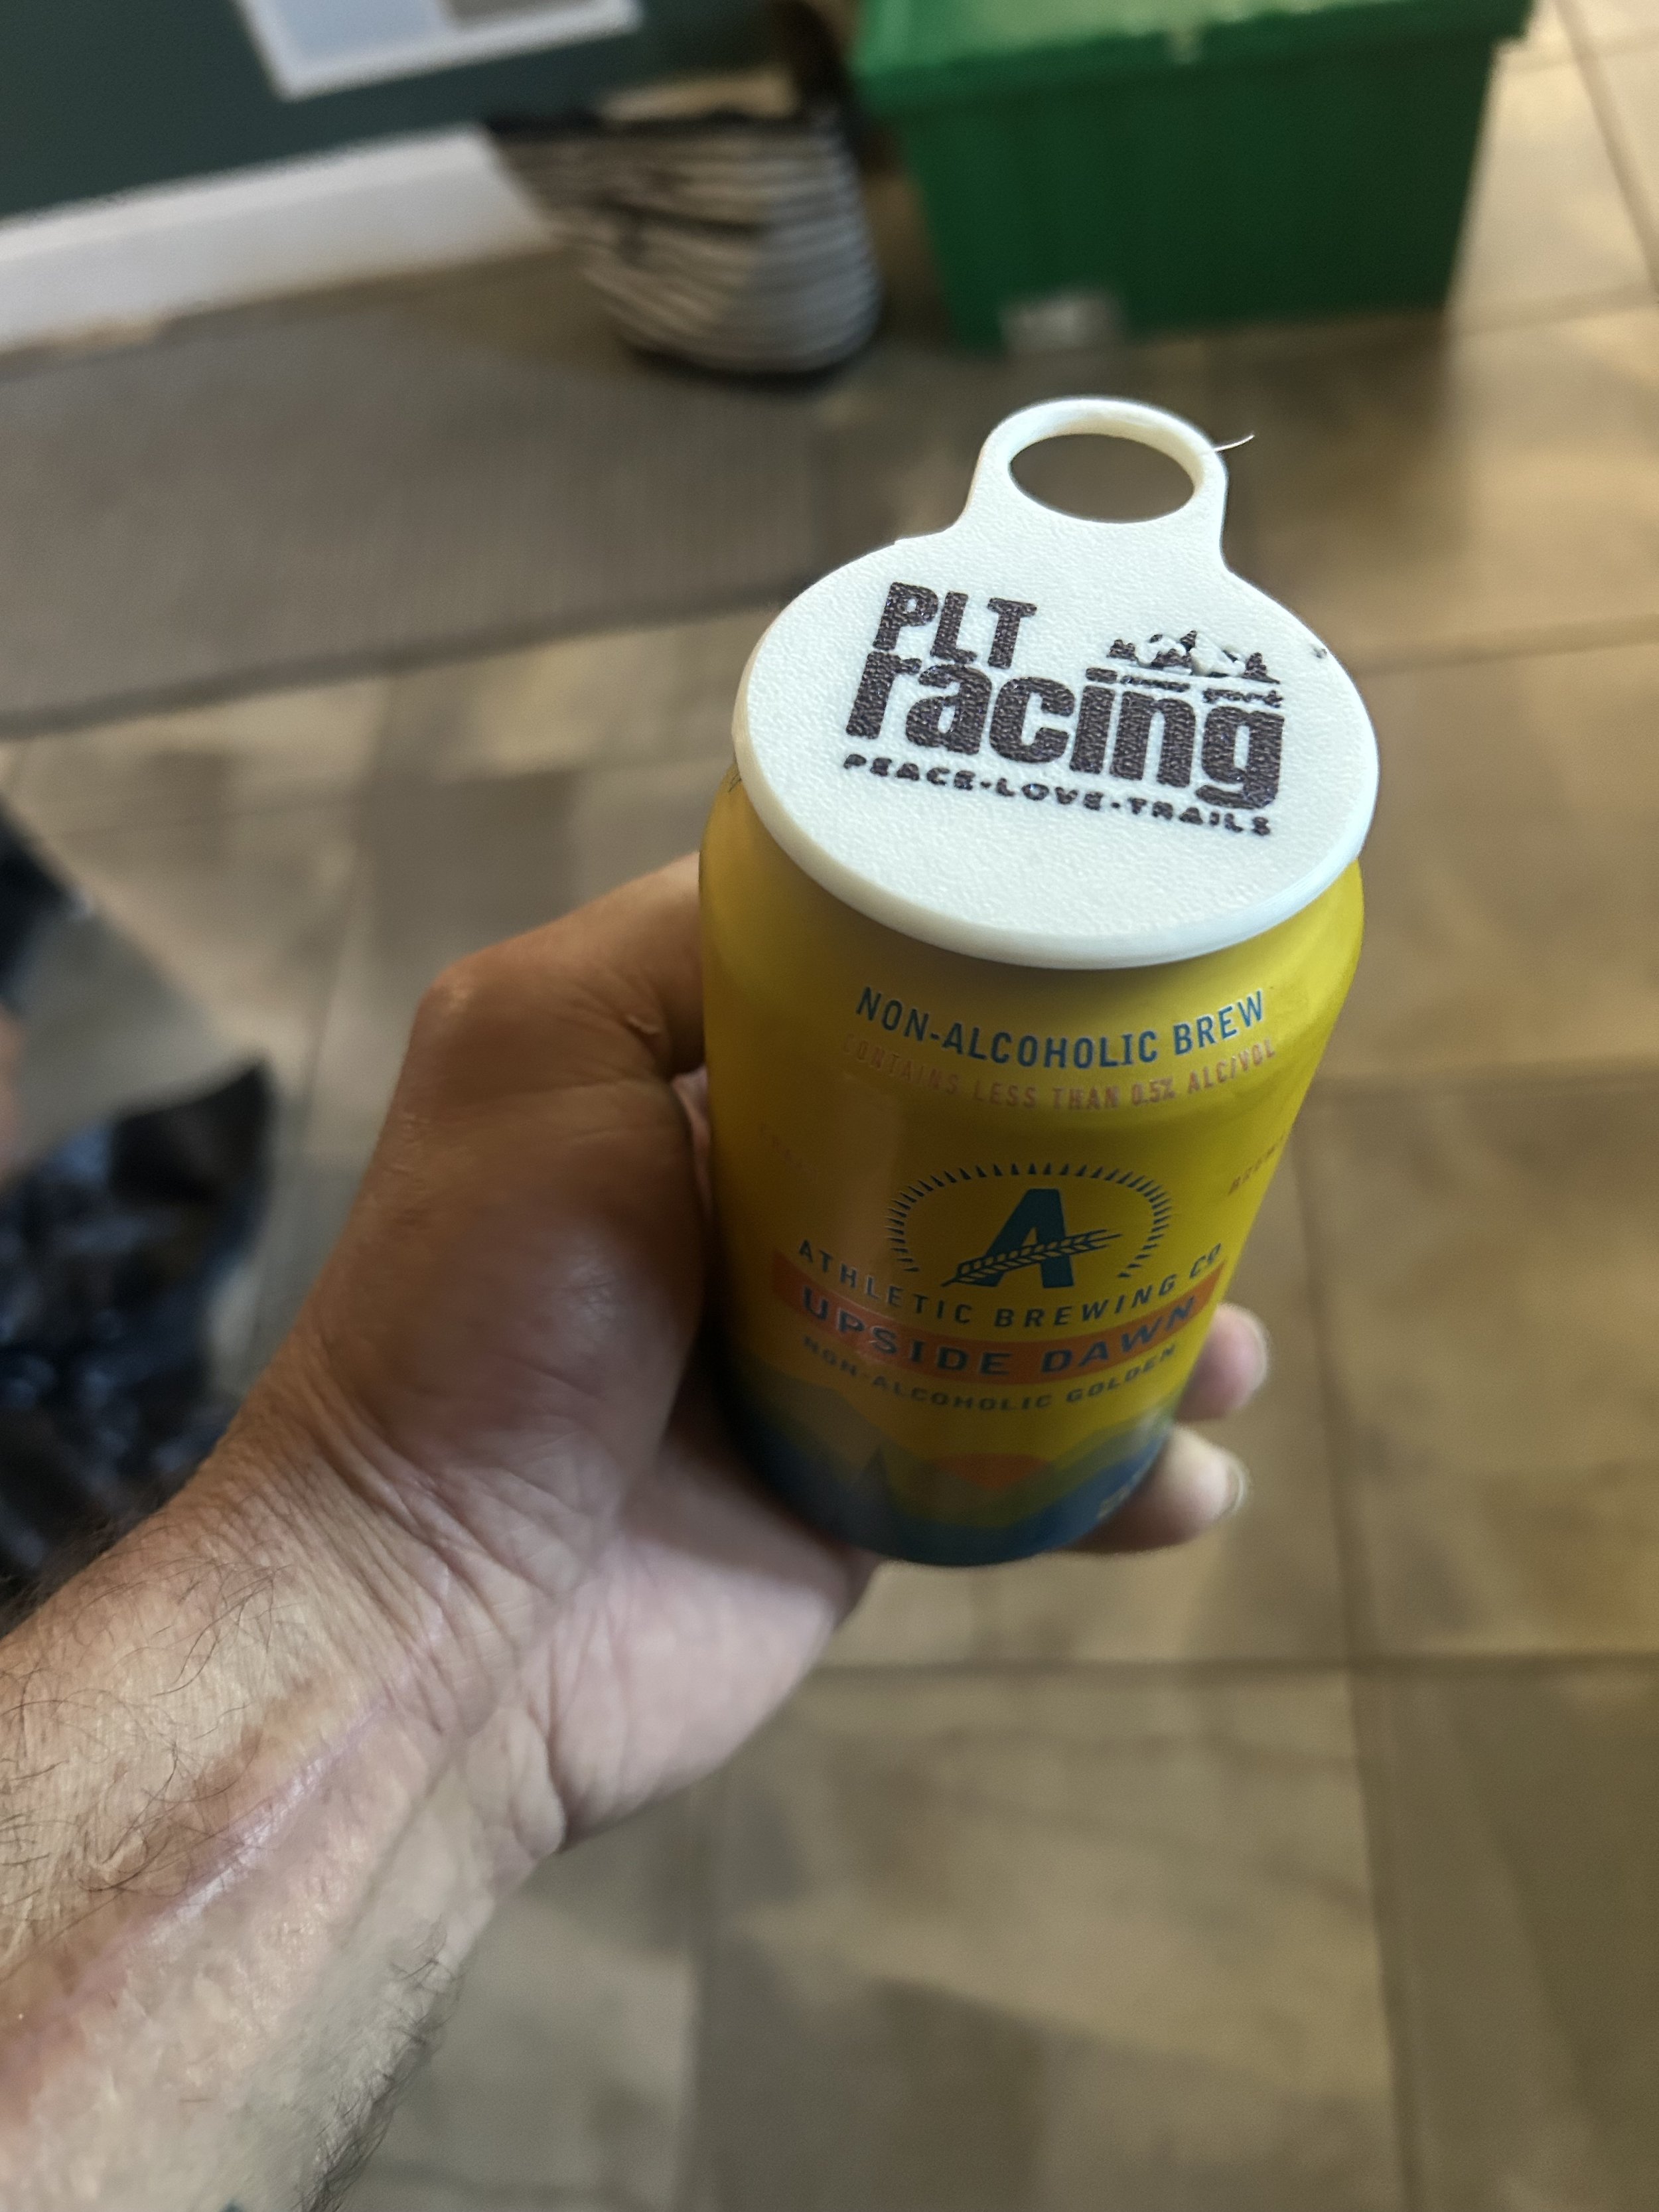 PLT
racing
PEACE•LOVE•TRAILS
NON-ALCOHOLIC BREW
CONTAINS LESS THAN 0.5% ALC/VOL
A
ATHLETIC BREWING CO
UPSIDE DAWN
NON-ALCOHOLIC GOLDEN